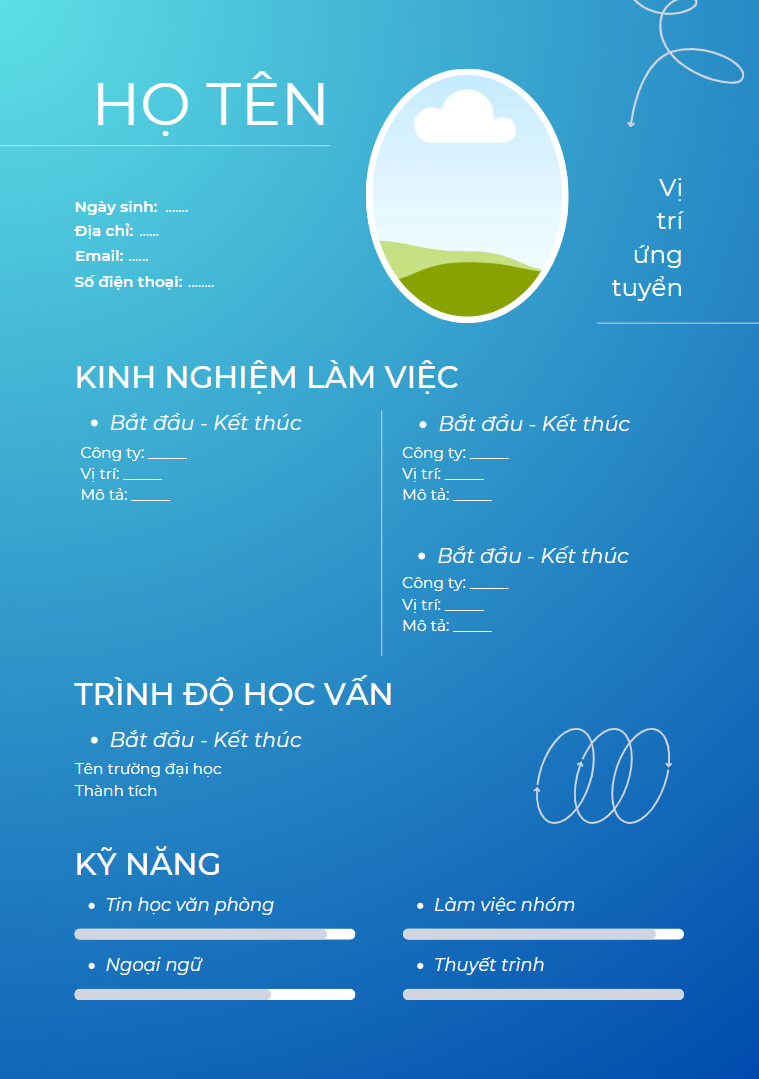 HỌ TÊN
Ngày sinh: .......
Địa chỉ: ......
Email: ......
Số điện thoại: ........
Vị
trí
ứng
tuyển
KINH NGHIỆM LÀM VIỆC
• Bắt đầu - Kết thúc
Công ty: _____
Vị trí: _____
Mô tả: _____
• Bắt đầu - Kết thúc
Công ty: _____
Vị trí: _____
Mô tả: _____
• Bắt đầu - Kết thúc
Công ty: _____
Vị trí: _____
Mô tả: _____
TRÌNH ĐỘ HỌC VẤN
• Bắt đầu - Kết thúc
Tên trường đại học
Thành tích
KỸ NĂNG
• Tin học văn phòng
• Làm việc nhóm
• Ngoại ngữ
• Thuyết trình